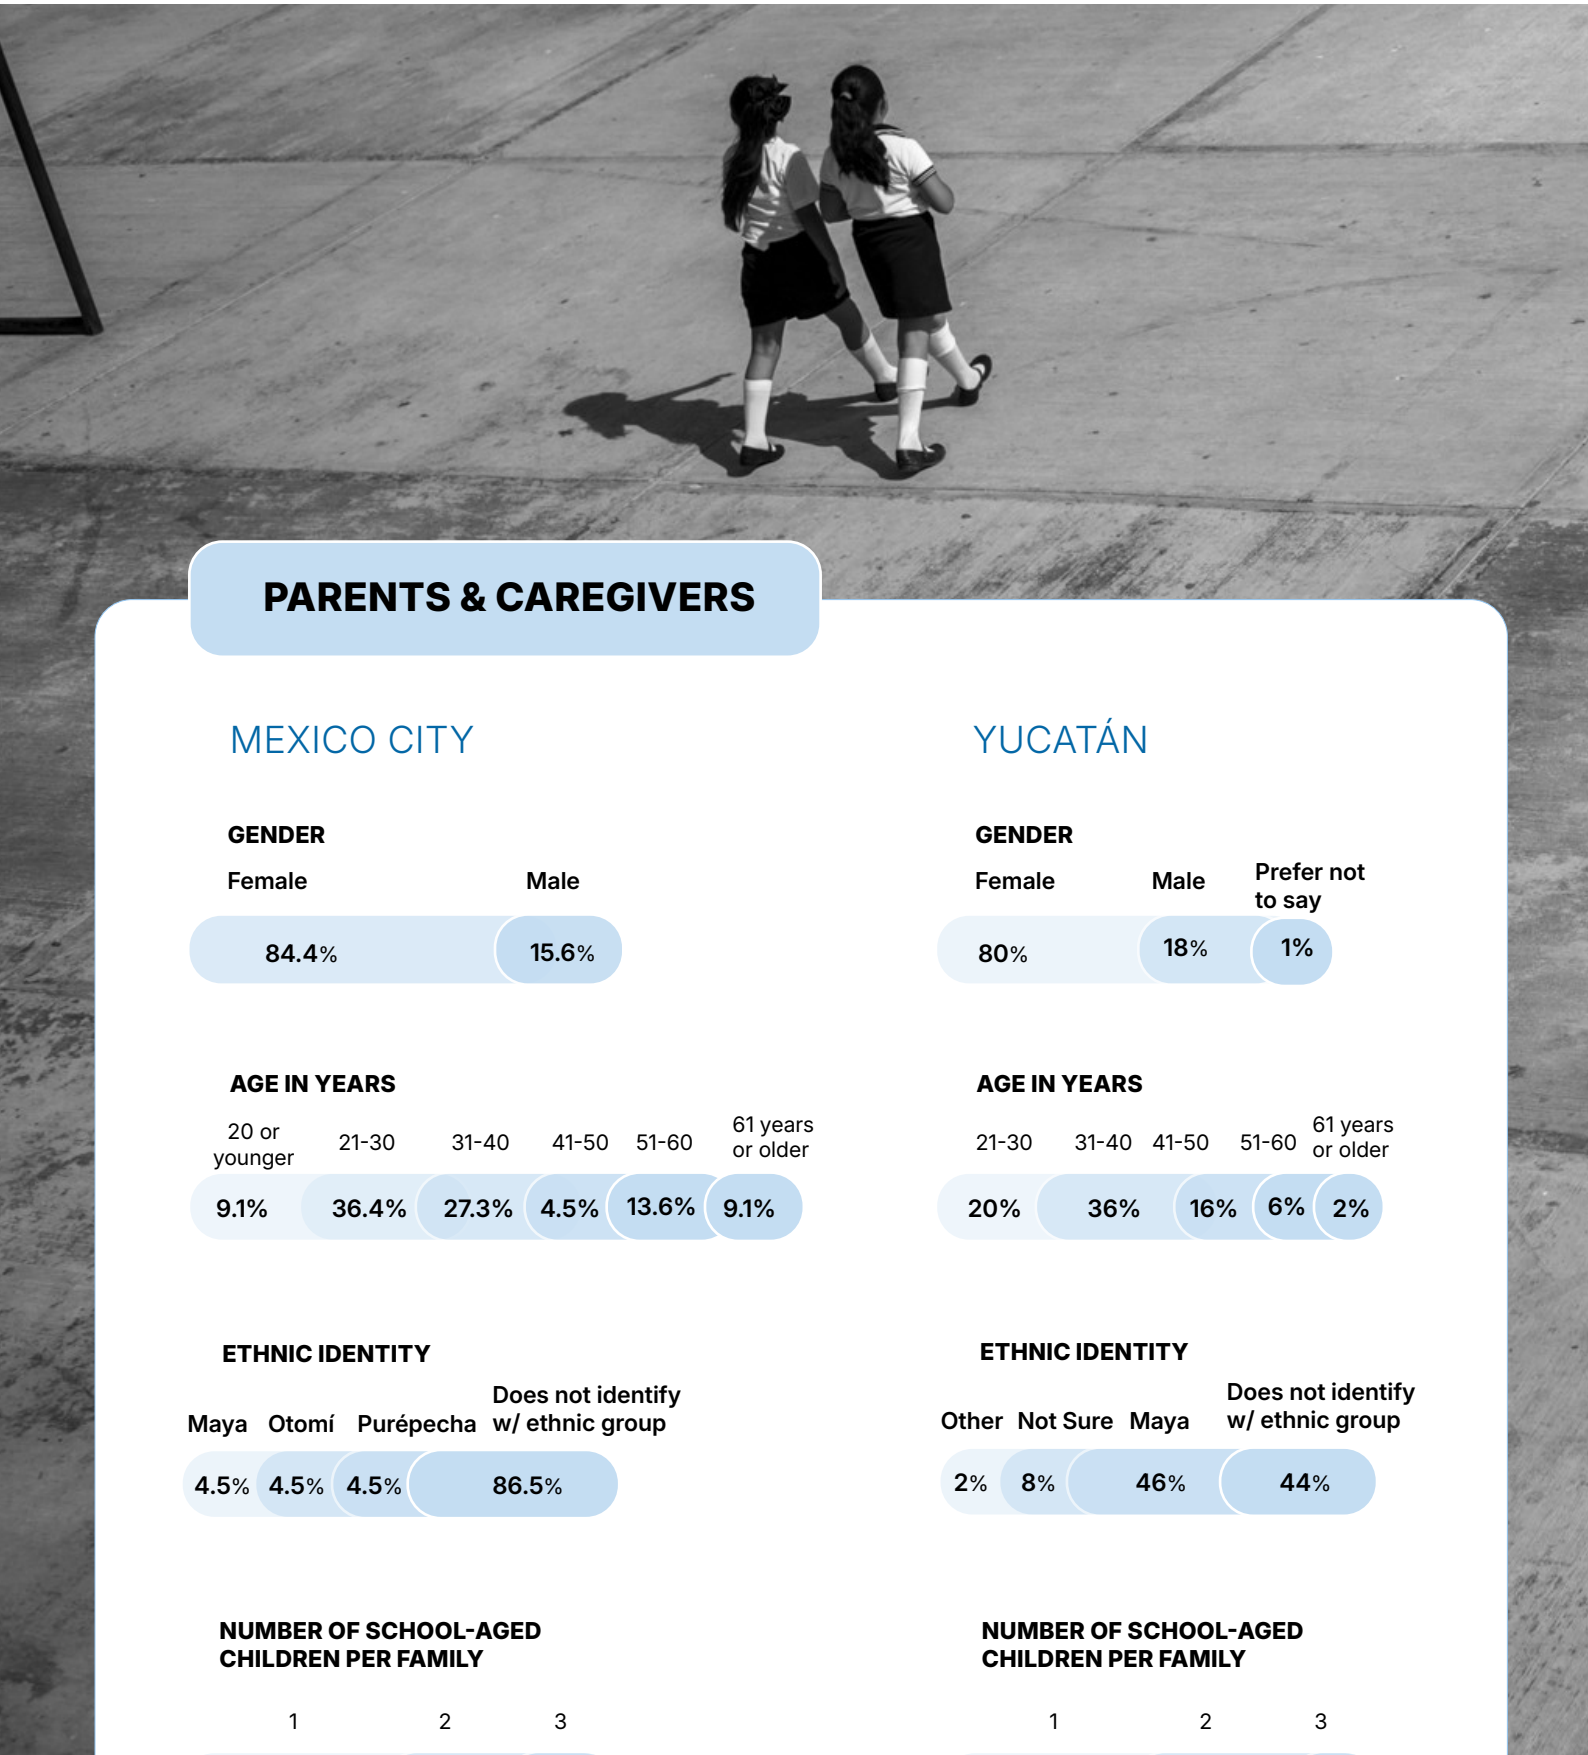 PARENTS & CAREGIVERS
MEXICO CITY
GENDER
Female Male
84.4% 15.6%
AGE IN YEARS
20 or younger 21-30 31-40 41-50 51-60 61 years or older
9.1% 36.4% 27.3% 4.5% 13.6% 9.1%
ETHNIC IDENTITY
Maya Otomí Purépecha Does not identify w/ ethnic group
4.5% 4.5% 4.5% 86.5%
NUMBER OF SCHOOL-AGED
CHILDREN PER FAMILY
1 2 3
YUCATÁN
GENDER
Female Male Prefer not to say
80% 18% 1%
AGE IN YEARS
21-30 31-40 41-50 51-60 61 years or older
20% 36% 16% 6% 2%
ETHNIC IDENTITY
Other Not Sure Maya Does not identify w/ ethnic group
2% 8% 46% 44%
NUMBER OF SCHOOL-AGED
CHILDREN PER FAMILY
1 2 3